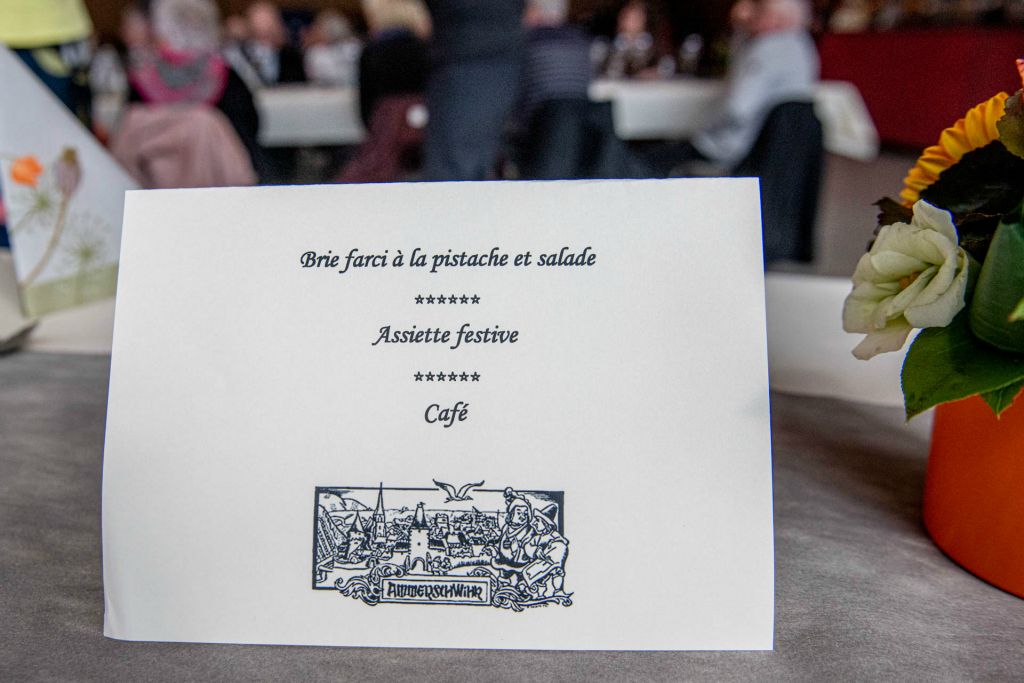 Brie farci à la pistache et salade
******
Assiette festive
******
Café
AMMERSCHWIHR